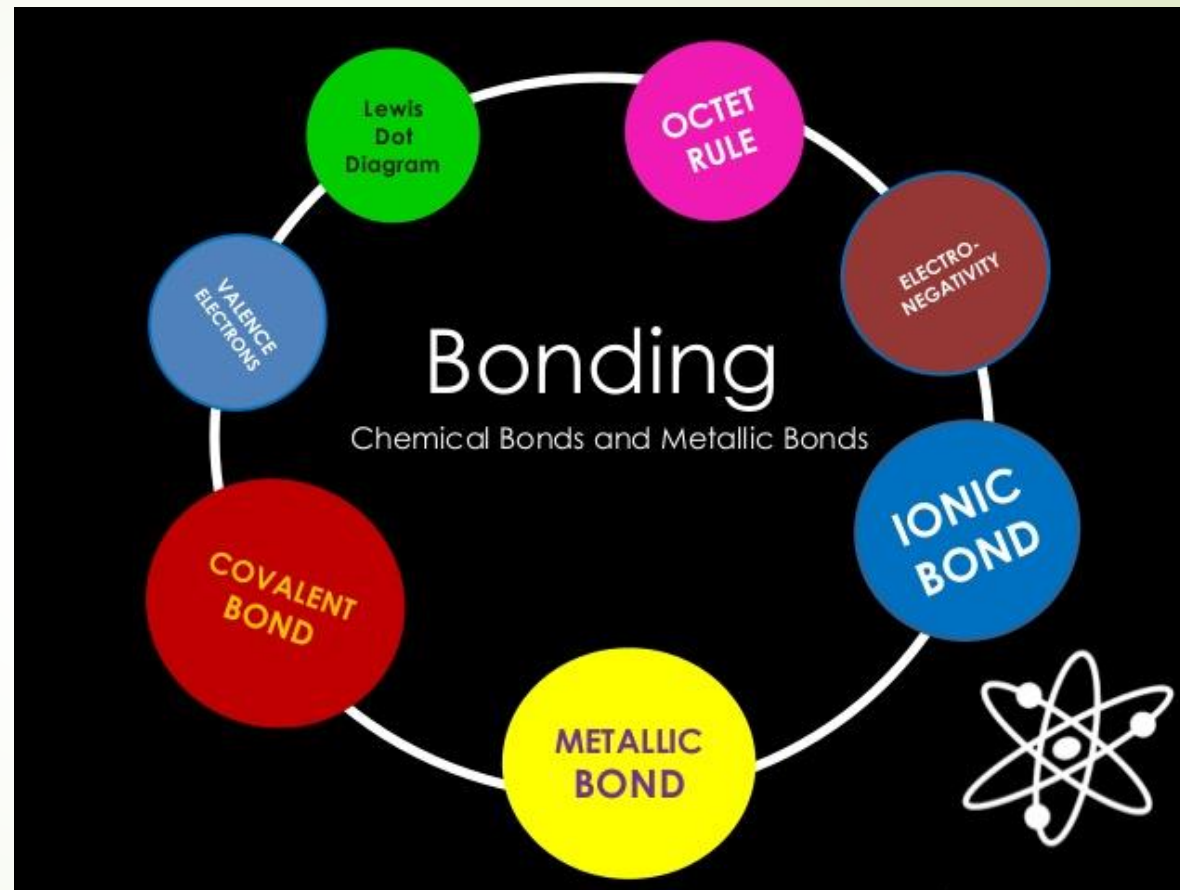 Lewis
Dot
Diagram
OCTET
RULE
ELECTRO-
NEGATIVITY
VALENCE
ELECTRONS
Bonding
Chemical Bonds and Metallic Bonds
IONIC
BOND
COVALENT
BOND
METALLIC
BOND